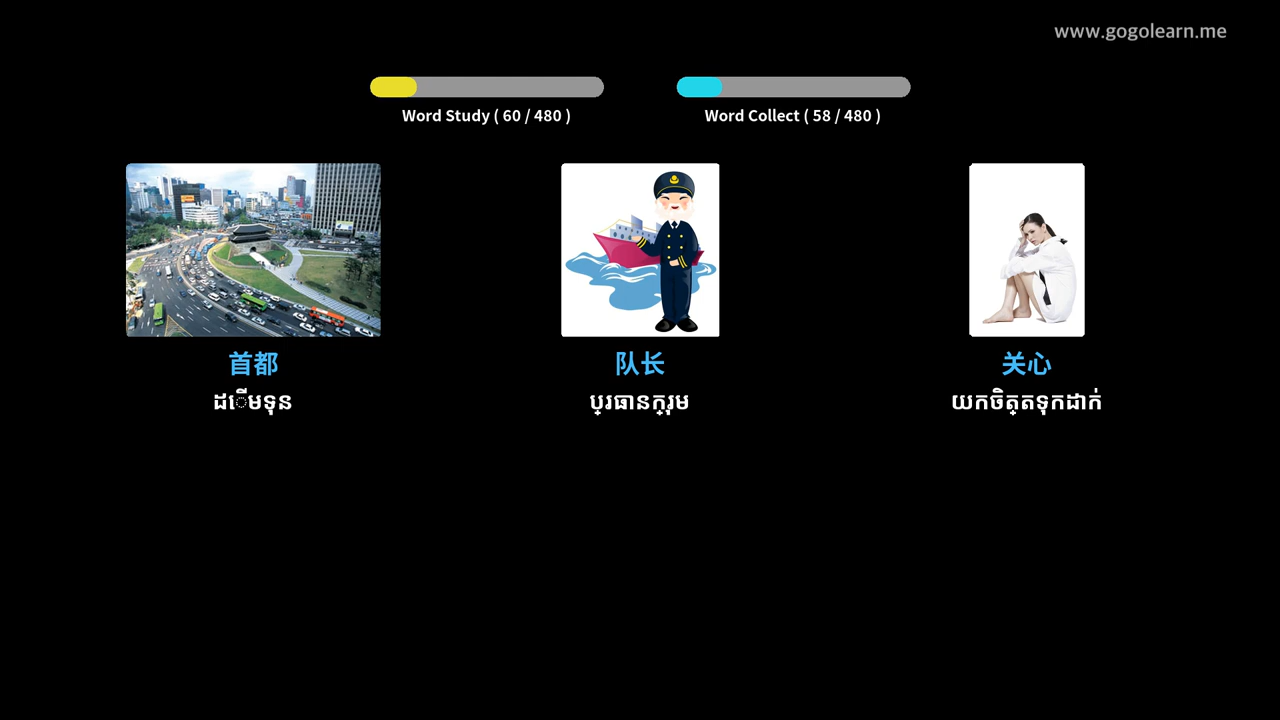 www.gogolearn.me
Word Study ( 60 / 480 )
Word Collect ( 58 / 480 )
首都
队长
关心
ដើមទុន
ប្រធានក្រុម
យកចិត្តទុកដាក់